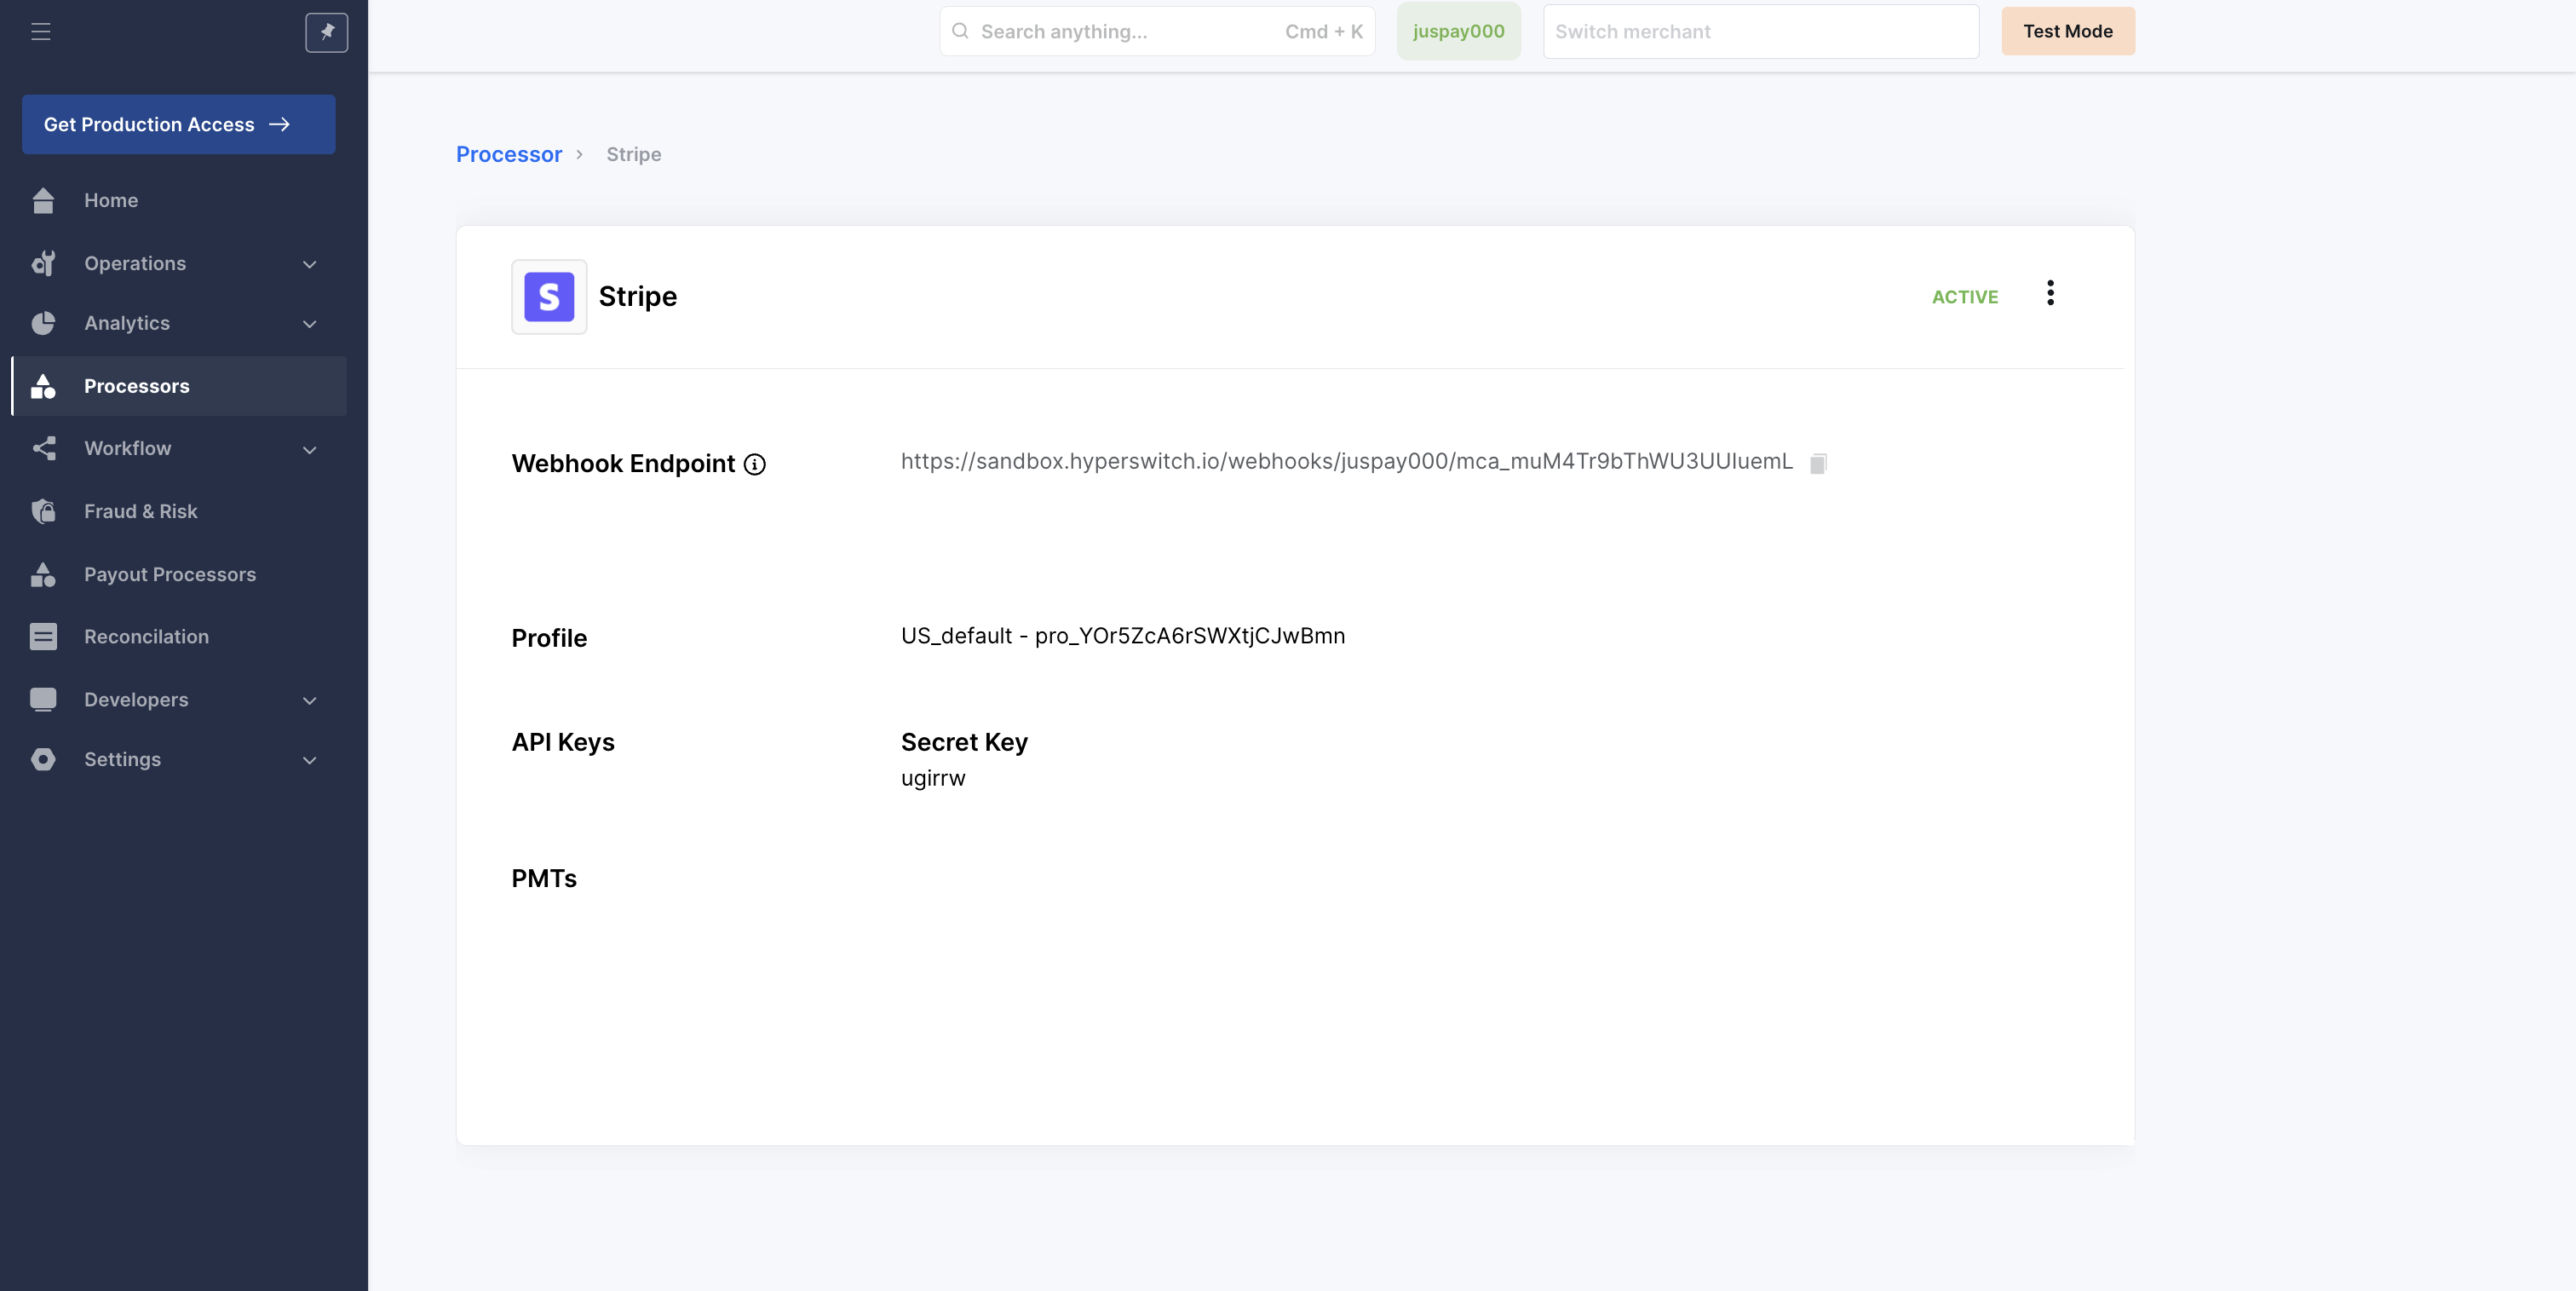 Search anything...
Cmd + K
juspay000
Switch merchant
Test Mode
Get Production Access
Home
Operations
Analytics
Processors
Workflow
Fraud & Risk
Payout Processors
Reconcilation
Developers
Settings
Processor
Stripe
S
Stripe
ACTIVE
Webhook Endpoint
https://sandbox.hyperswitch.io/webhooks/juspay000/mca_muM4Tr9bThWU3UUIuemL
Profile
US_default - pro_YOr5ZcA6rSWXtjCJwBmn
API Keys
Secret Key
ugirrw
PMTs